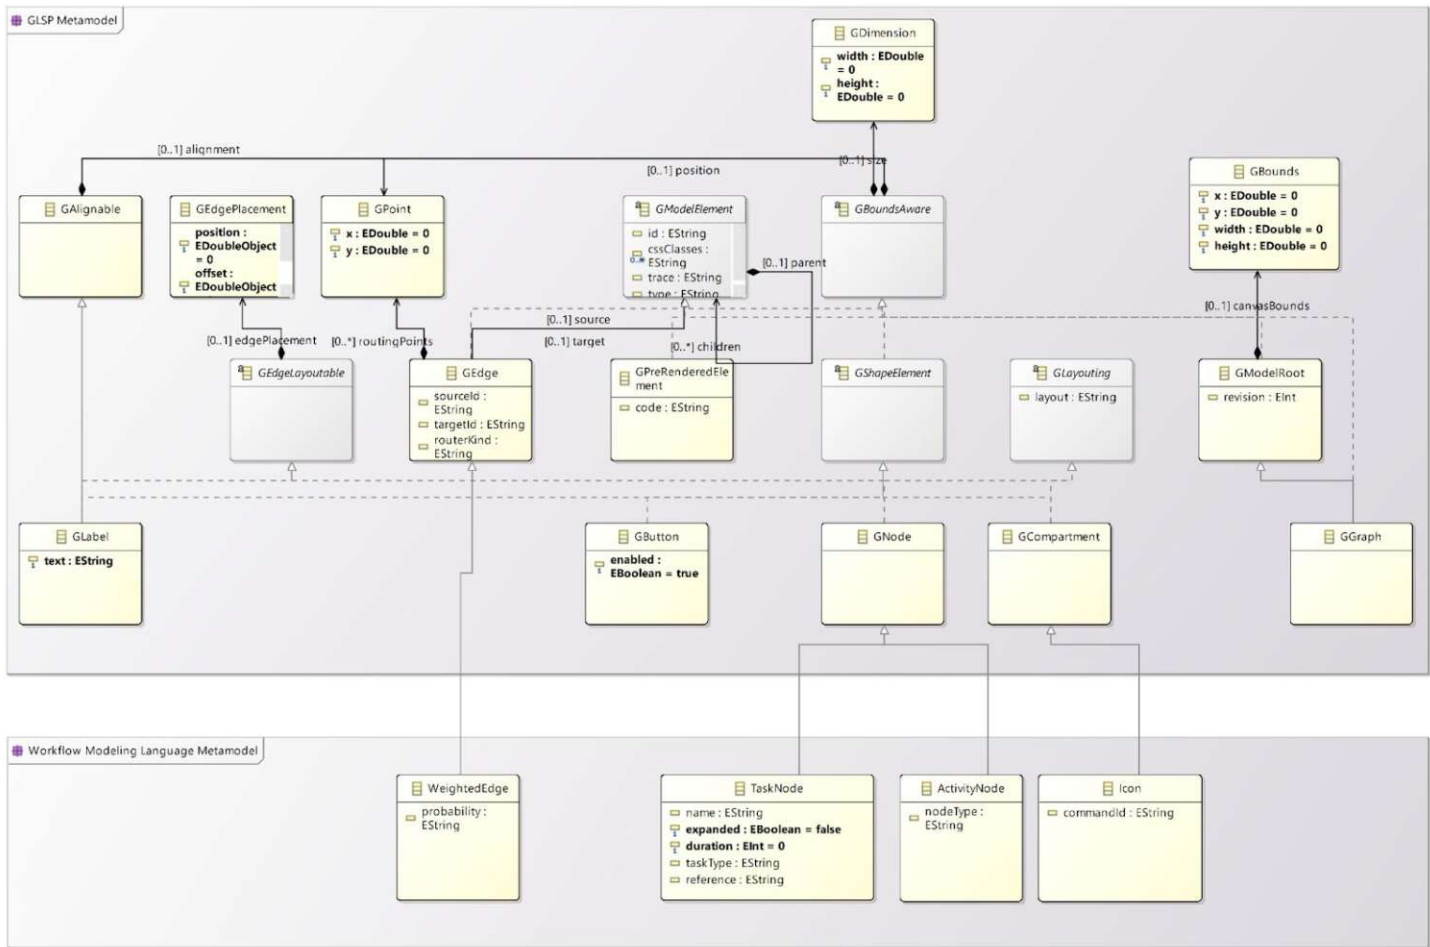 GLSP Metamodel
GDimension
width : EDouble
= 0
height :
EDouble = 0
[0..1] alignment
[0..1] position
[0..1] size
GAlignable
GEdgePlacement
position :
EDoubleObject
= 0
offset :
EDoubleObject
GPoint
x : EDouble = 0
y : EDouble = 0
GModelElement
id : EString
cssClasses :
EString
trace : EString
type : EString
[0..1] parent
GBoundsAware
GBounds
x : EDouble = 0
y : EDouble = 0
width : EDouble = 0
height : EDouble = 0
[0..1] edgePlacement
[0..*] routingPoints
[0..1] source
[0..1] target
[0..*] children
[0..1] canvasBounds
GEdgeLayoutable
GEdge
sourceId :
EString
targetId : EString
routerKind :
EString
GPreRenderedEle
ment
code : EString
GShapeElement
GLayouting
layout : EString
GModelRoot
revision : EInt
GLabel
text : EString
GButton
enabled :
EBoolean = true
GNode
GCompartment
GGraph
Workflow Modeling Language Metamodel
WeightedEdge
probability :
EString
TaskNode
name : EString
expanded : EBoolean = false
duration : EInt = 0
taskType : EString
reference : EString
ActivityNode
nodeType :
EString
Icon
commandId : EString